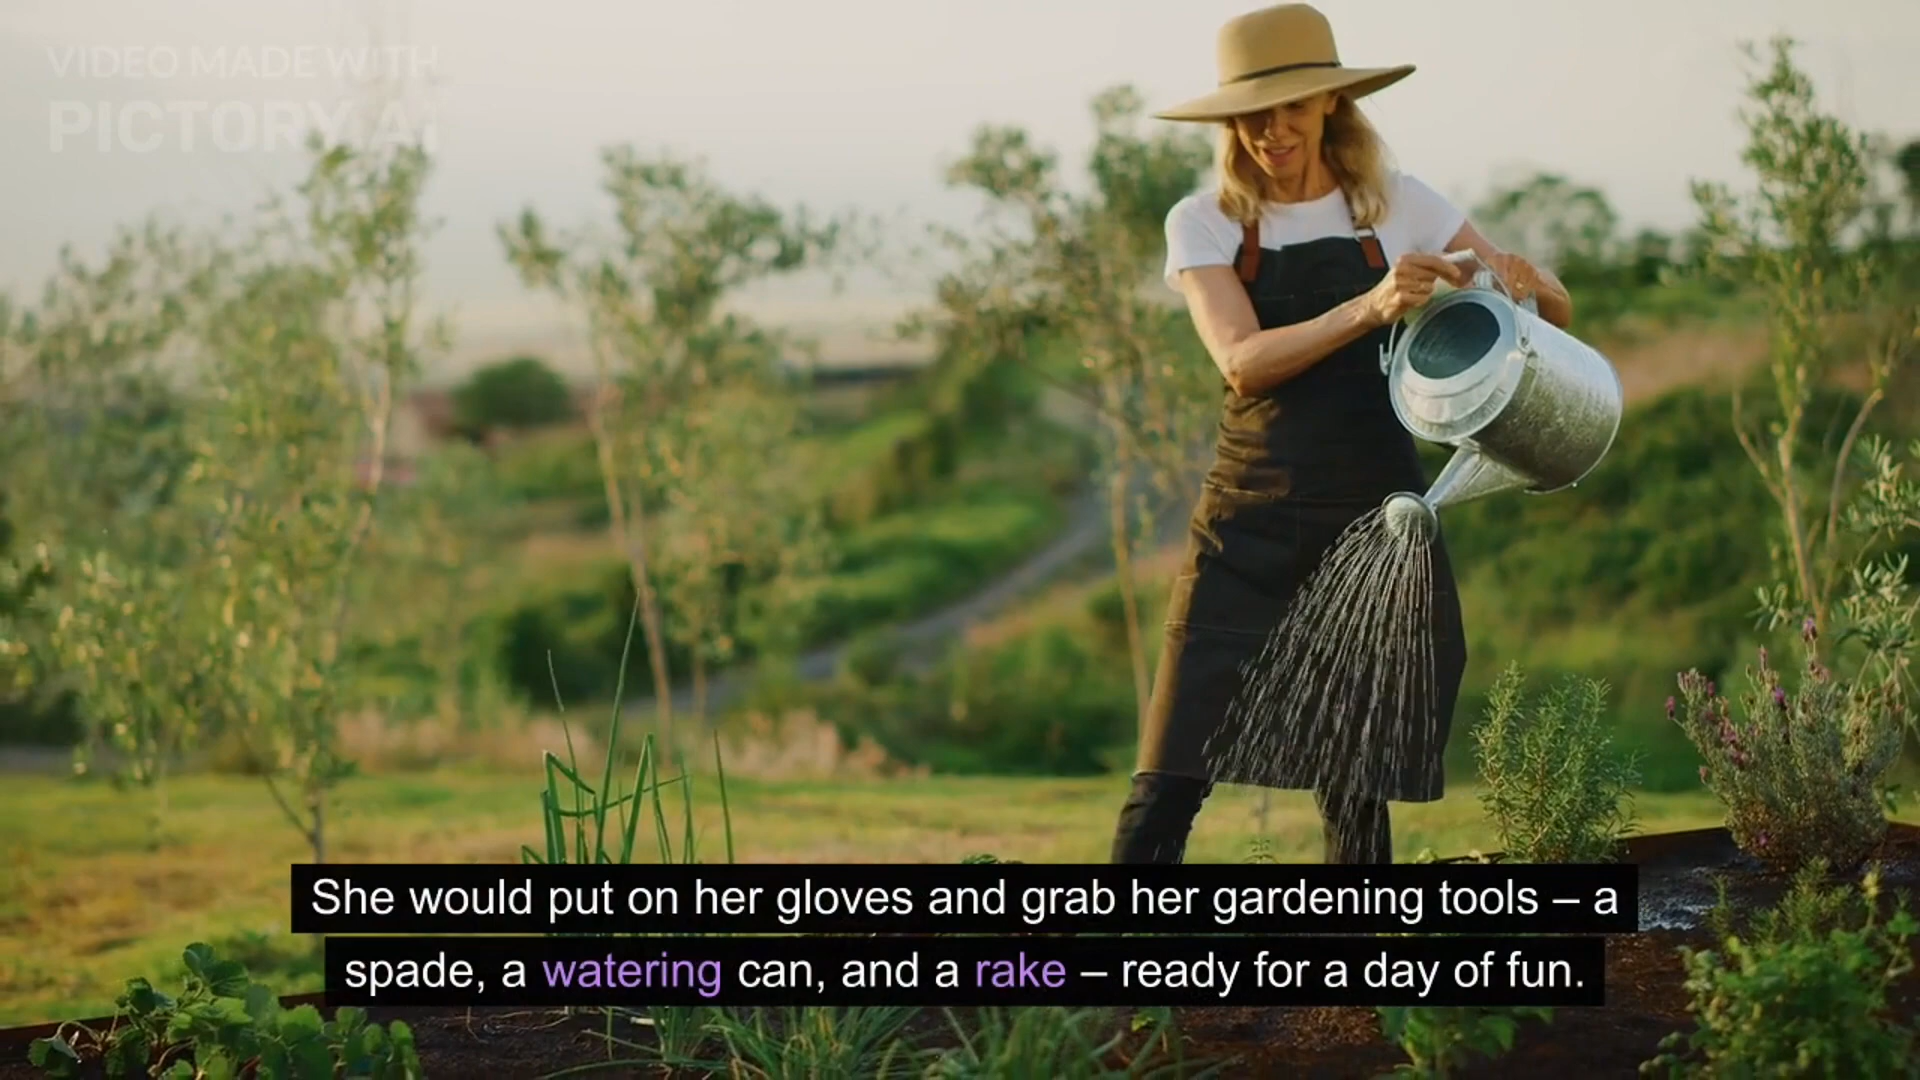 VIDEO MADE WITH
PICTORY.AI
She would put on her gloves and grab her gardening tools – a
spade, a watering can, and a rake – ready for a day of fun.